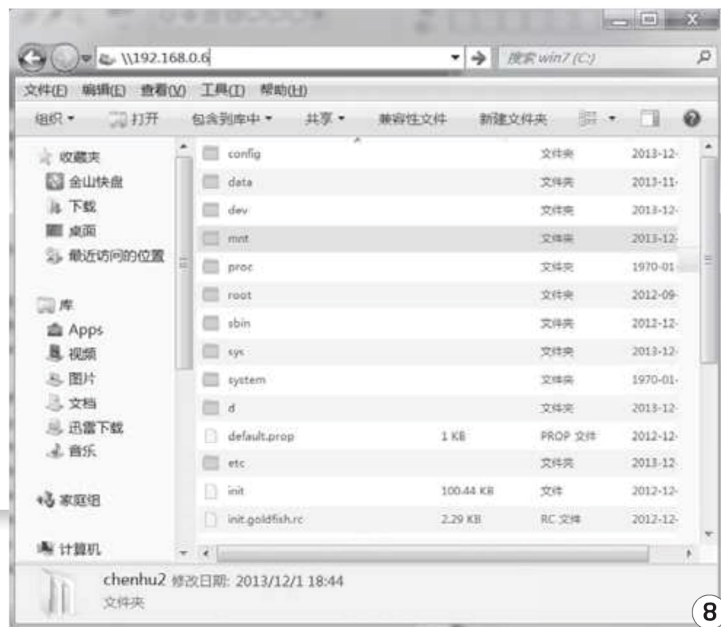 \\192.168.0.6
搜索 win7 (C:)
文件(F) 编辑(E) 查看(V) 工具(T) 帮助(H)
组织 打开 包含到库中 共享 兼容性文件 新建文件夹
收藏夹
金山快盘
下载
桌面
最近访问的位置
库
Apps
视频
图片
文档
迅雷下载
音乐
家庭组
计算机
config 文件夹 2013-12-
data 文件夹 2013-11-
dev 文件夹 2013-12-
mnt 文件夹 2013-12-
proc 文件夹 1970-01-
root 文件夹 2012-09-
sbin 文件夹 2012-12-
sys 文件夹 2013-12-
system 文件夹 1970-01-
d 文件夹 2013-12-
default.prop 1 KB PROP 文件 2012-12-
etc 文件夹 2013-12-
init 100.44 KB 文件 2012-12-
init.goldfish.rc 2.29 KB RC 文件 2012-12-
chenhu2 修改日期: 2013/12/1 18:44
文件夹
8